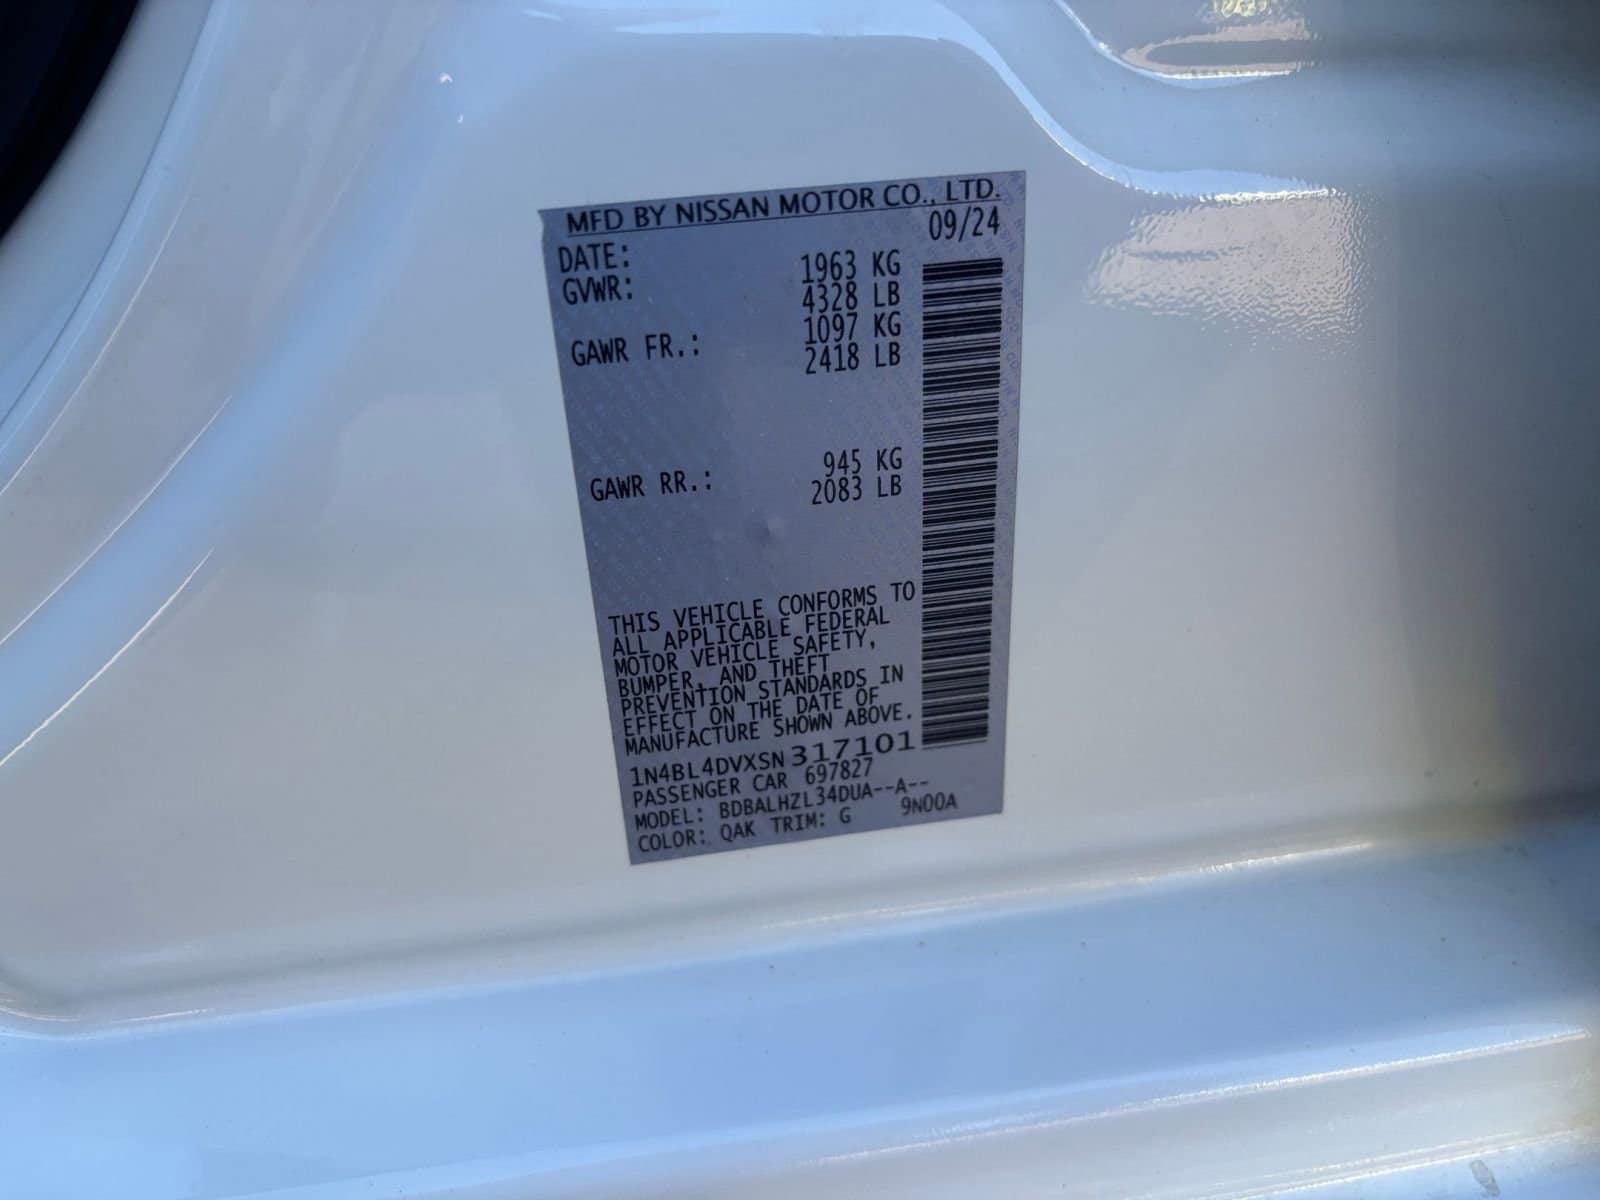 MFD BY NISSAN MOTOR CO., LTD.
DATE: 09/24
GVWR: 1963 KG
4328 LB
GAWR FR.: 1097 KG
2418 LB
GAWR RR.: 945 KG
2083 LB
THIS VEHICLE CONFORMS TO
ALL APPLICABLE FEDERAL
MOTOR VEHICLE SAFETY,
BUMPER, AND THEFT
PREVENTION STANDARDS IN
EFFECT ON THE DATE OF
MANUFACTURE SHOWN ABOVE.
1N4BL4DVXSN317101
PASSENGER CAR 697827
MODEL: BDBALHZL34DUA--A--
COLOR: QAK TRIM: G 9N00A